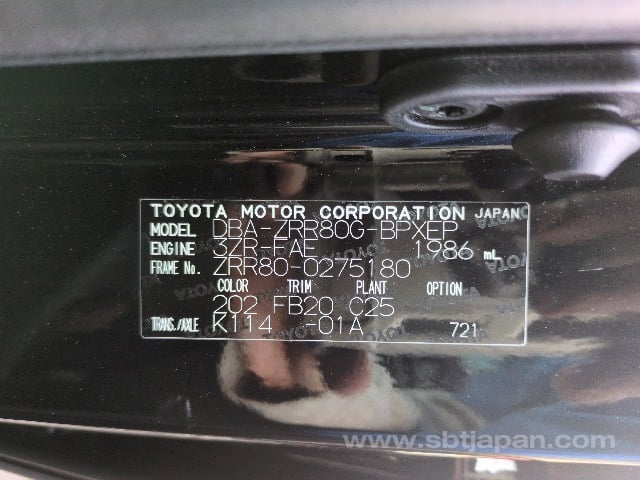 TOYOTA MOTOR CORPORATION JAPAN
MODEL DBA-ZRR80G-BPXEP
ENGINE 3ZR-FAE 1986 mL
FRAME No. ZRR80-0275180
COLOR TRIM PLANT OPTION
202 FB20 C25
TRANS./AXLE K114 -01A 721
www.sbtjapan.com